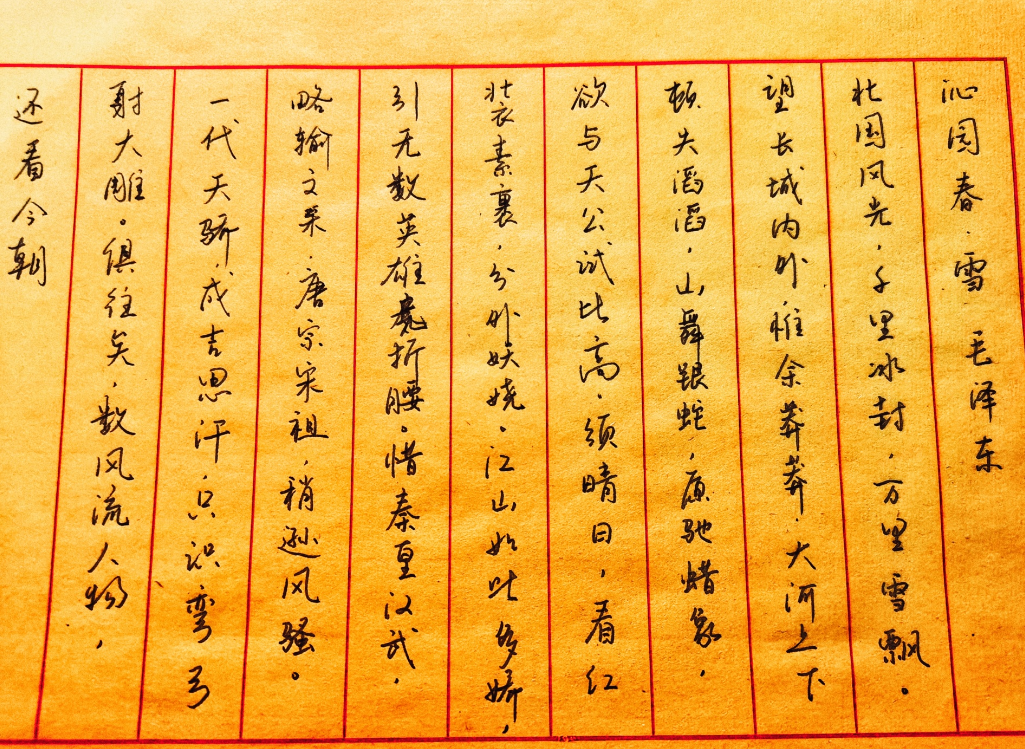 沁园春·雪 毛泽东
北国风光，千里冰封，万里雪飘。
望长城内外惟余莽莽，大河上下
顿失滔滔，山舞银蛇，原驰蜡象，
欲与天公试比高，须晴日，看红
装素裹，分外妖娆。江山如此多娇，
引无数英雄竞折腰。惜秦皇汉武，
略输文采，唐宗宋祖，稍逊风骚。
一代天骄，成吉思汗，只识弯弓
射大雕。俱往矣，数风流人物，
还看今朝